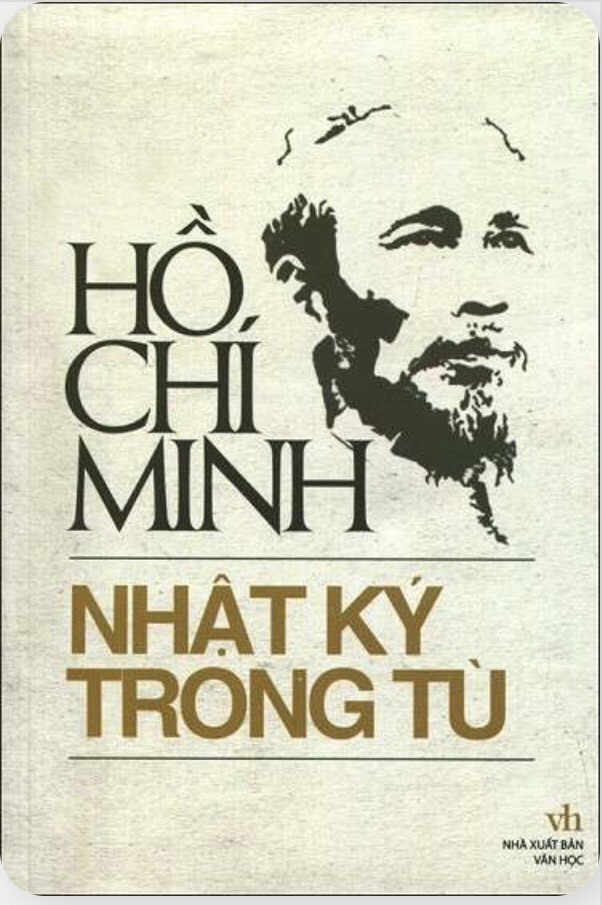 HỒ
CHÍ
MINH
NHẬT KÝ
TRONG TÙ
vh
NHÀ XUẤT BẢN
VĂN HỌC